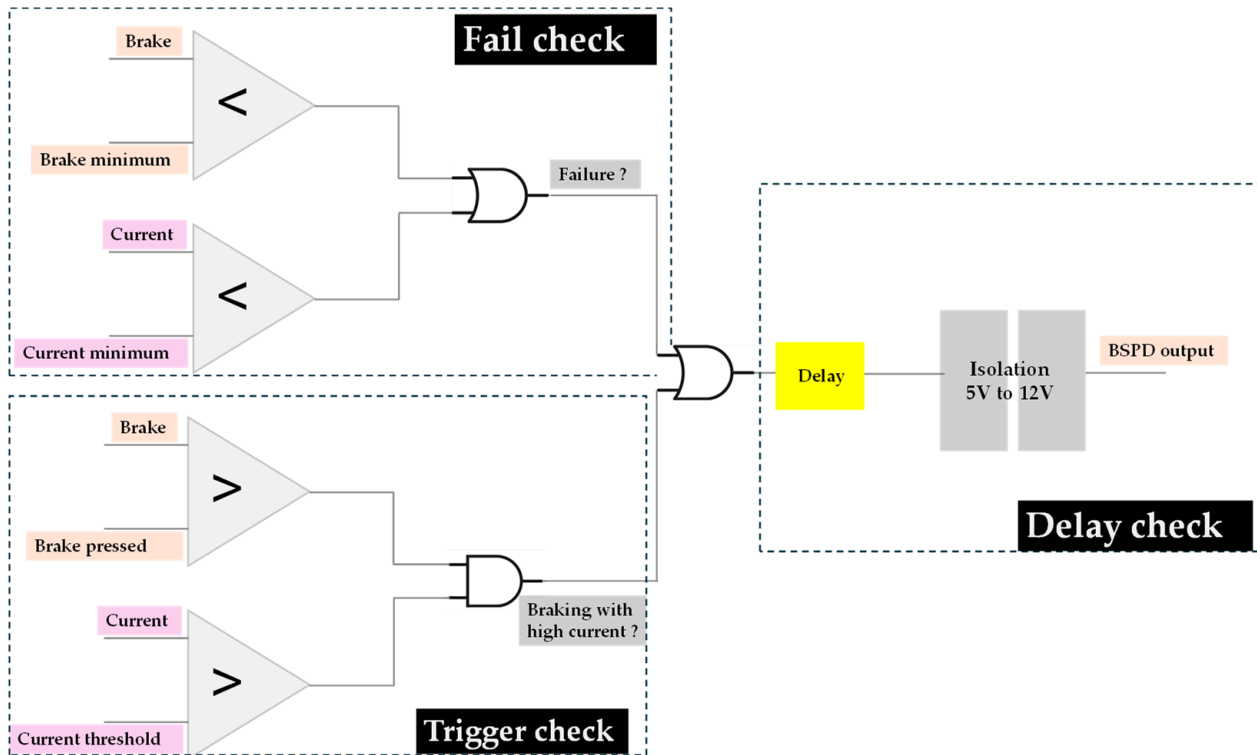 Fail check
Brake
<
Brake minimum
Failure ?
Current
<
Current minimum
Brake
>
Brake pressed
Current
>
Current threshold
Braking with
high current ?
Trigger check
Delay
Isolation
5V to 12V
BSPD output
Delay check